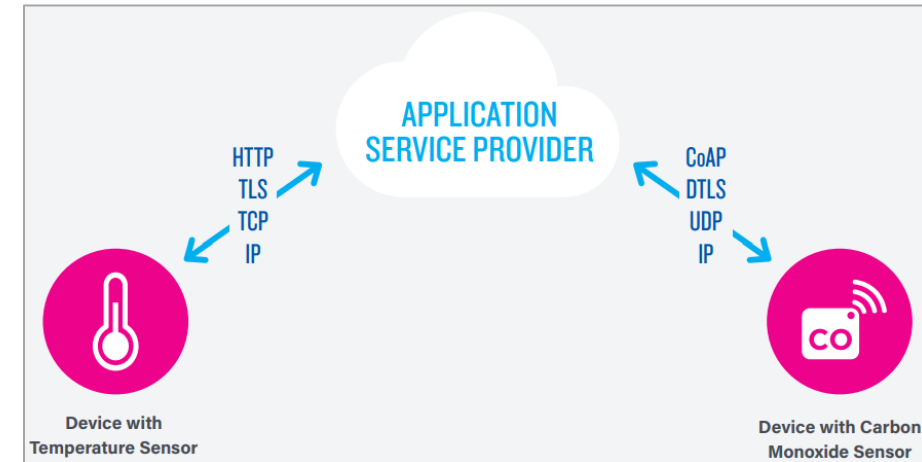 APPLICATION
SERVICE PROVIDER
HTTP
TLS
TCP
IP
CoAP
DTLS
UDP
IP
CO
Device with
Temperature Sensor
Device with Carbon
Monoxide Sensor